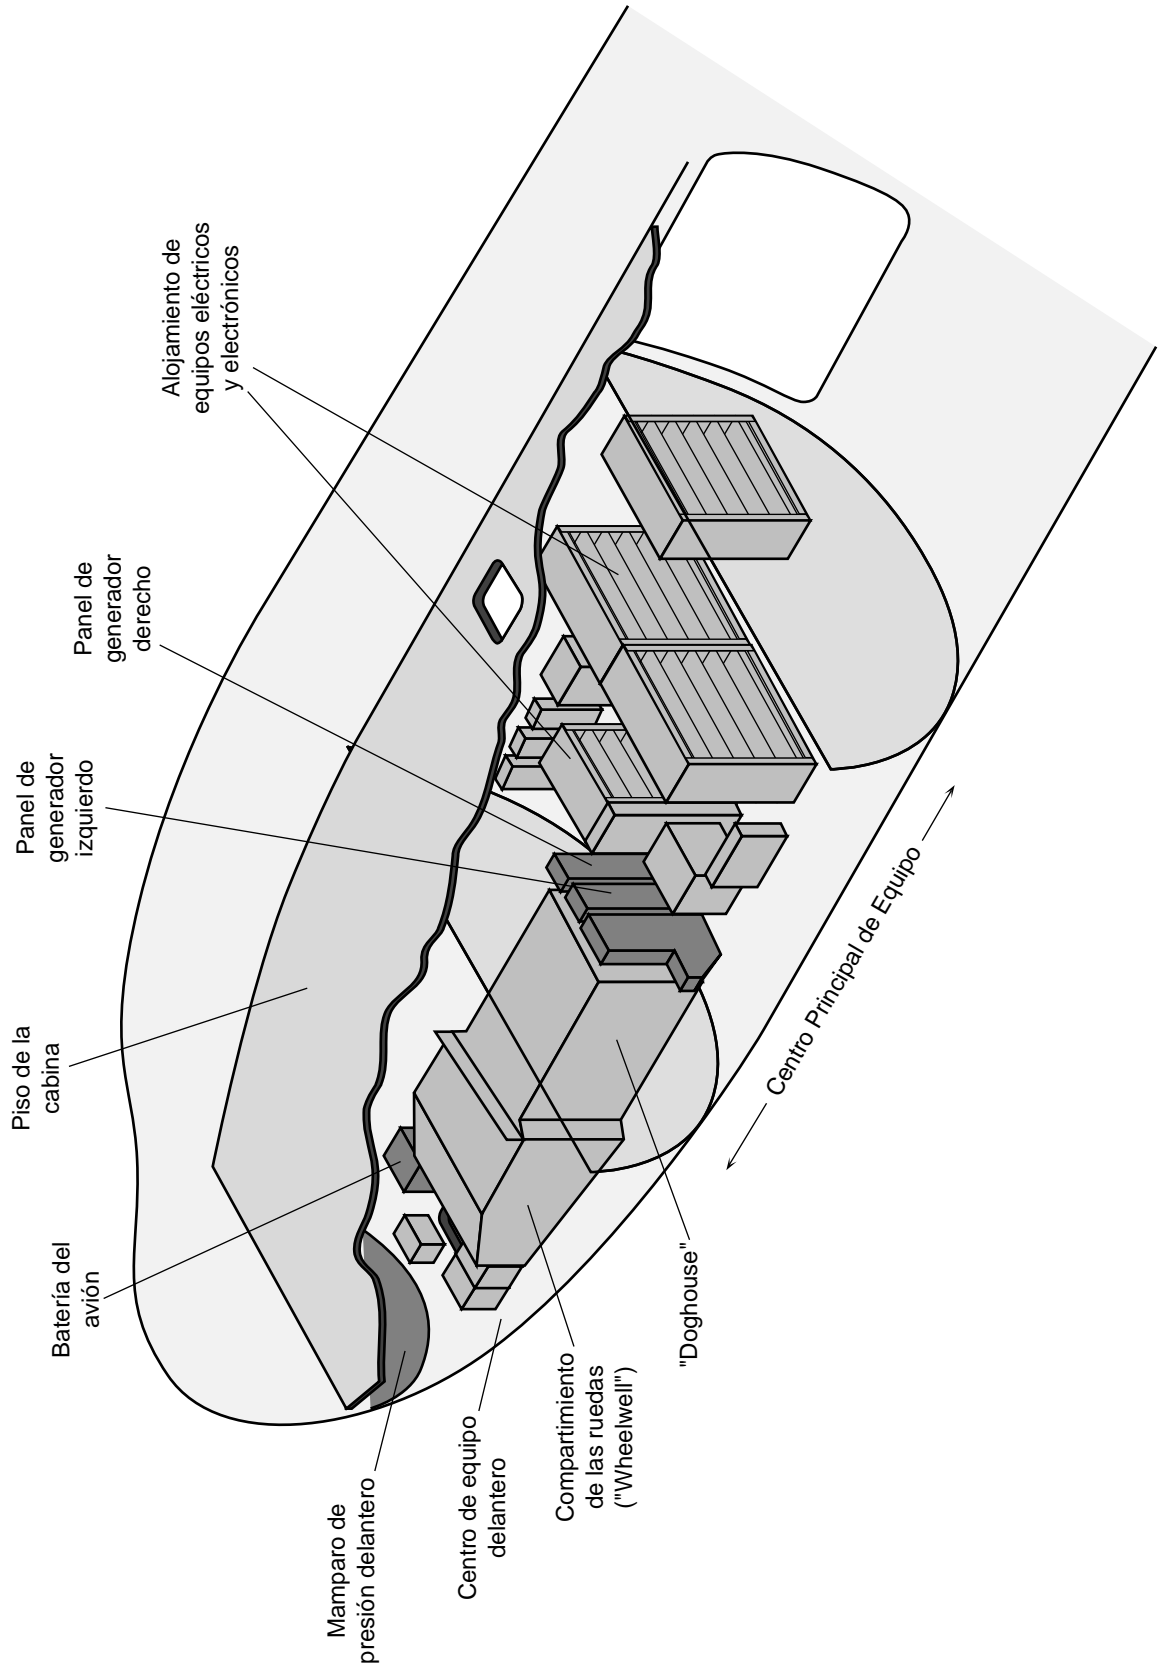 Mamparo de
presión delantero
Batería del
avión
Piso de la
cabina
Panel de
generador
izquierdo
Panel de
generador
derecho
Alojamiento de
equipos eléctricos
y electrónicos
Centro de equipo
delantero
Compartimiento
de las ruedas
("Wheelwell")
"Doghouse"
Centro Principal de Equipo